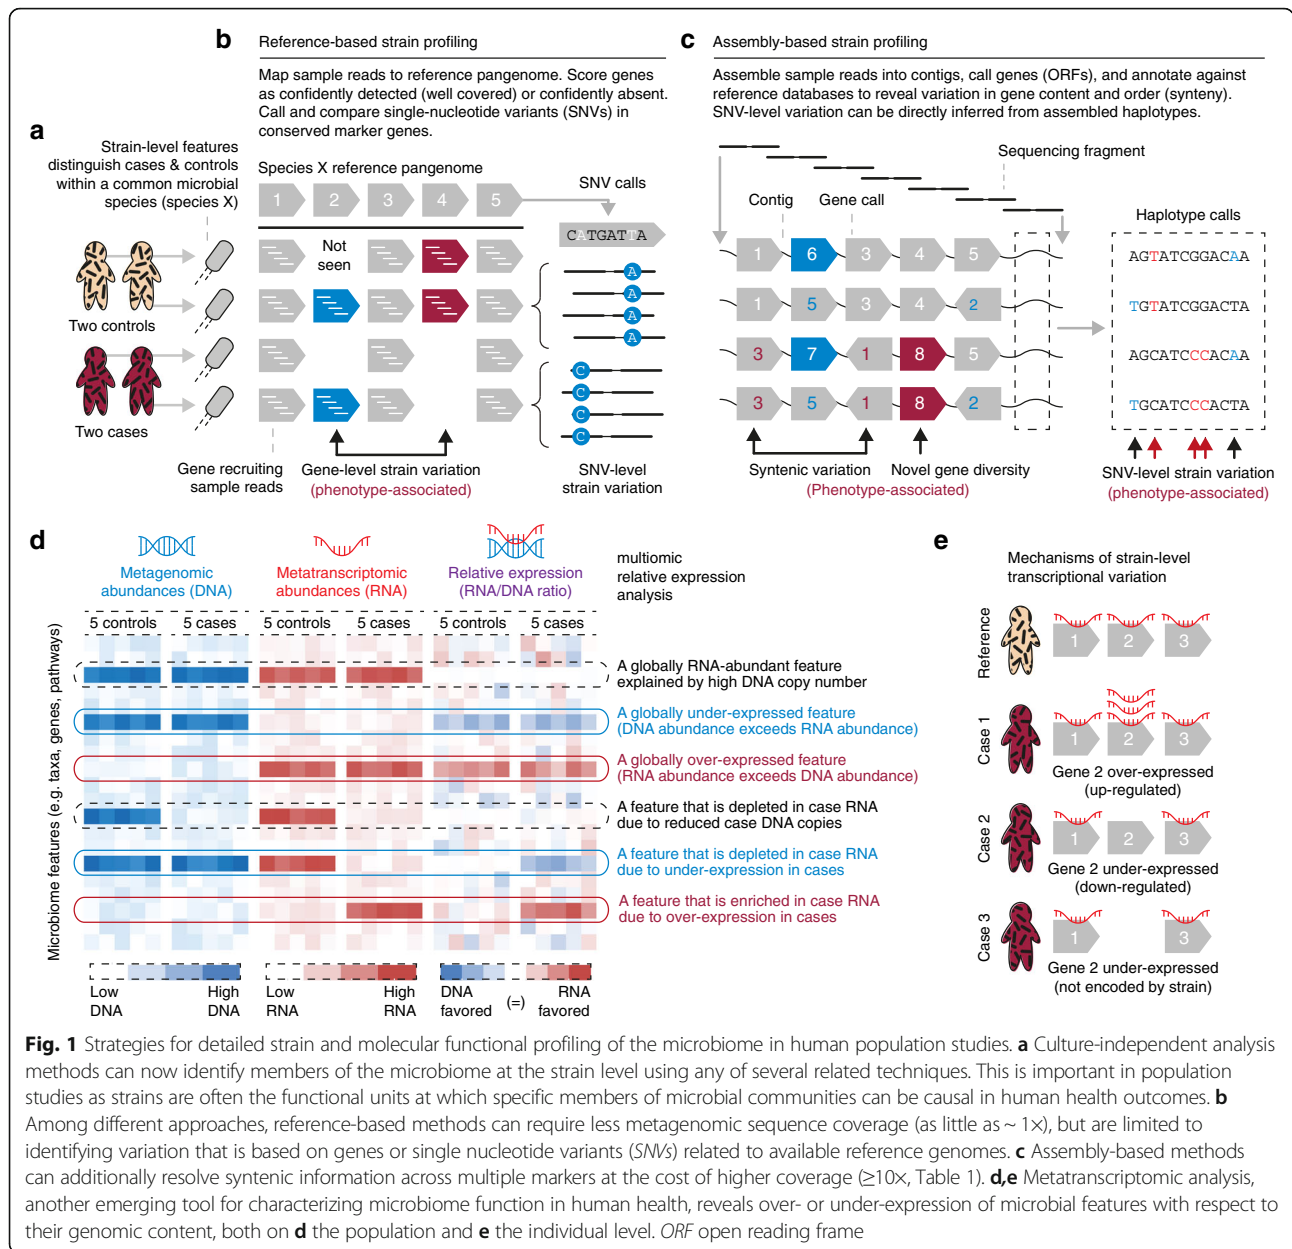 b
Reference-based strain profiling
Map sample reads to reference pangenome. Score genes
as confidently detected (well covered) or confidently absent.
Call and compare single-nucleotide variants (SNVs) in
conserved marker genes.
c
Assembly-based strain profiling
Assemble sample reads into contigs, call genes (ORFs), and annotate against
reference databases to reveal variation in gene content and order (synteny).
SNV-level variation can be directly inferred from assembled haplotypes.
a
Strain-level features
distinguish cases & controls
within a common microbial
species (species X)
Two controls
Two cases
Species X reference pangenome
1 2 3 4 5
Not
seen
SNV calls
CATGATTA
A
A
A
A
C
C
C
C
Gene recruiting
sample reads
Gene-level strain variation
(phenotype-associated)
SNV-level
strain variation
Sequencing fragment
Contig
Gene call
1 6 3 4 5
1 5 3 4 2
3 7 1 8 5
3 5 1 8 2
Haplotype calls
AGTATCGGACAA
TGTATCGGACTA
AGCATCCCACAA
TGCATCCCACTA
Syntenic variation
Novel gene diversity
(Phenotype-associated)
SNV-level strain variation
(phenotype-associated)
d
Metagenomic
abundances (DNA)
Metatranscriptomic
abundances (RNA)
Relative expression
(RNA/DNA ratio)
multiomic
relative expression
analysis
5 controls 5 cases 5 controls 5 cases 5 controls 5 cases
Microbiome features (e.g. taxa, genes, pathways)
A globally RNA-abundant feature
explained by high DNA copy number
A globally under-expressed feature
(DNA abundance exceeds RNA abundance)
A globally over-expressed feature
(RNA abundance exceeds DNA abundance)
A feature that is depleted in case RNA
due to reduced case DNA copies
A feature that is depleted in case RNA
due to under-expression in cases
A feature that is enriched in case RNA
due to over-expression in cases
Low
DNA
High
DNA
Low
RNA
High
RNA
DNA
favored
(=)
RNA
favored
e
Mechanisms of strain-level
transcriptional variation
Reference
1 2 3
Case 1
1 2 3
Gene 2 over-expressed
(up-regulated)
Case 2
1 2 3
Gene 2 under-expressed
(down-regulated)
Case 3
1 3
Gene 2 under-expressed
(not encoded by strain)
Fig. 1 Strategies for detailed strain and molecular functional profiling of the microbiome in human population studies. a Culture-independent analysis
methods can now identify members of the microbiome at the strain level using any of several related techniques. This is important in population
studies as strains are often the functional units at which specific members of microbial communities can be causal in human health outcomes. b
Among different approaches, reference-based methods can require less metagenomic sequence coverage (as little as ~ 1×), but are limited to
identifying variation that is based on genes or single nucleotide variants (SNVs) related to available reference genomes. c Assembly-based methods
can additionally resolve syntenic information across multiple markers at the cost of higher coverage (≥10×, Table 1). d,e Metatranscriptomic analysis,
another emerging tool for characterizing microbiome function in human health, reveals over- or under-expression of microbial features with respect to
their genomic content, both on d the population and e the individual level. ORF open reading frame